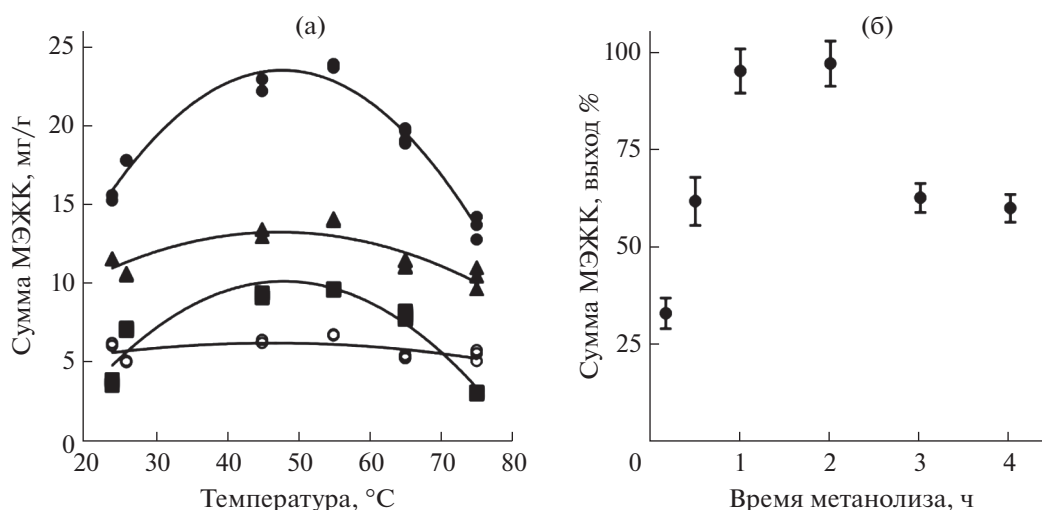 (а)
Сумма МЭЖК, мг/г
25
20
15
10
5
0
20 30 40 50 60 70 80
Температура, °C
(б)
Сумма МЭЖК, выход %
100
75
50
25
0 1 2 3 4
Время метанолиза, ч